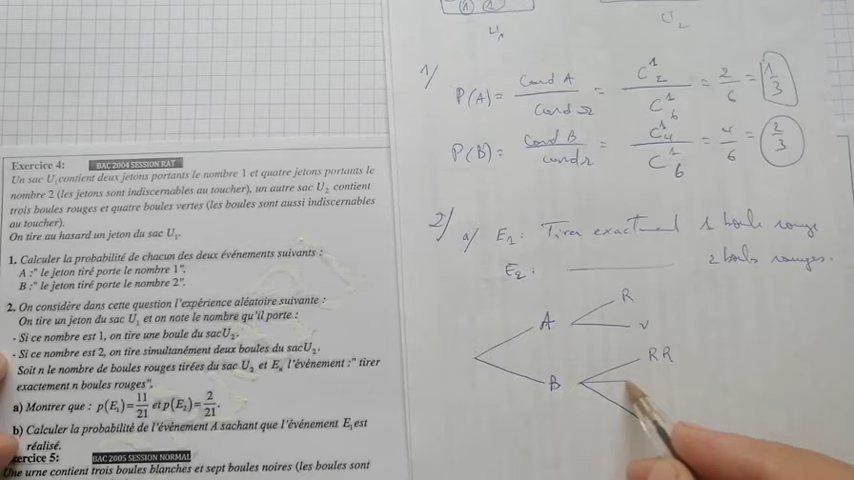 Exercice 4: BAC 2004 SESSION RAT
Un sac U1 contient deux jetons portants le nombre 1 et quatre jetons portants le
nombre 2 (les jetons sont indiscernables au toucher), un autre sac U2 contient
trois boules rouges et quatre boules vertes (les boules sont aussi indiscernables
au toucher).
On tire au hasard un jeton du sac U1.
1. Calculer la probabilité de chacun des deux événements suivants :
A :" le jeton tiré porte le nombre 1",
B :" le jeton tiré porte le nombre 2".
2. On considère dans cette question l'expérience aléatoire suivante :
On tire un jeton du sac U1 et on note le nombre qu'il porte :
- Si ce nombre est 1, on tire une boule du sac U2.
- Si ce nombre est 2, on tire simultanément deux boules du sac U2.
Soit n le nombre de boules rouges tirées du sac U2 et En l'événement :" tirer
exactement n boules rouges".
a) Montrer que : p(E1)= 11/21 et p(E2)= 2/21.
b) Calculer la probabilité de l'événement A sachant que l'événement E1 est
réalisé.
xercice 5: BAC 2005 SESSION NORMAL
Une urne contient trois boules blanches et sept boules noires (les boules sont
1 1
U1
U2
1/
P(A)= Card A / Card Ω = C^1_2 / C^1_6 = 2/6 = 1/3
P(B)= Card B / Card Ω = C^1_4 / C^1_6 = 4/6 = 2/3
2/ a/ E1: Tirer exactement 1 boule rouge
E2: 2 boules rouges.
A R
V
B RR